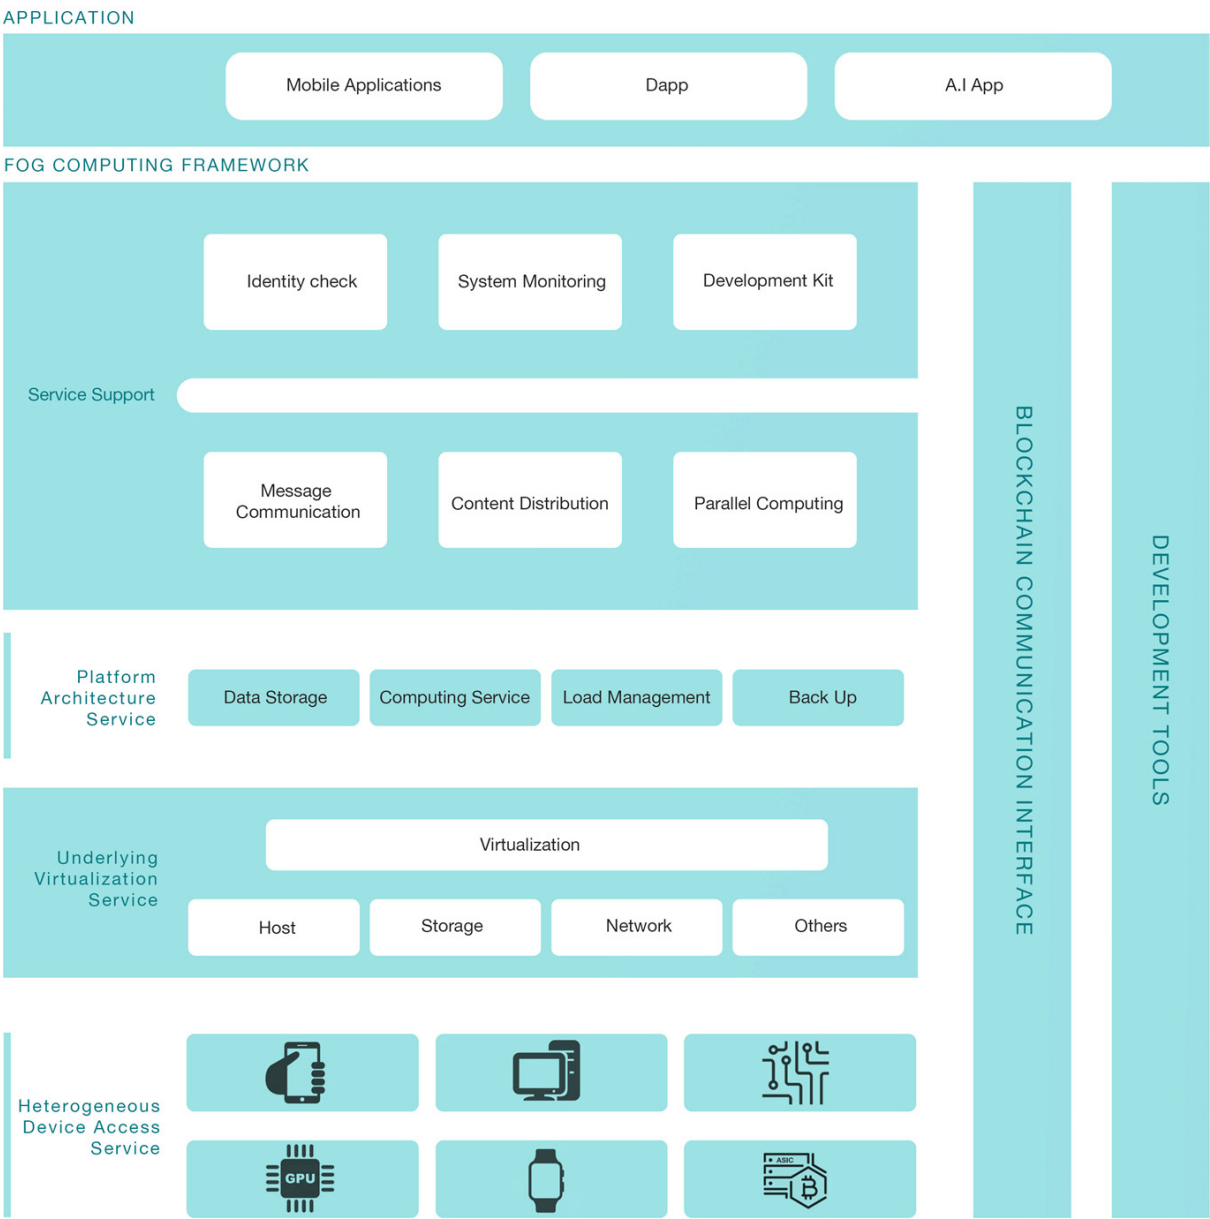 APPLICATION
Mobile Applications
Dapp
A.I App
FOG COMPUTING FRAMEWORK
Identity check
System Monitoring
Development Kit
Service Support
Message
Communication
Content Distribution
Parallel Computing
Platform
Architecture
Service
Data Storage
Computing Service
Load Management
Back Up
Underlying
Virtualization
Service
Virtualization
Host
Storage
Network
Others
Heterogeneous
Device Access
Service
GPU
ASIC
BLOCKCHAIN COMMUNICATION INTERFACE
DEVELOPMENT TOOLS